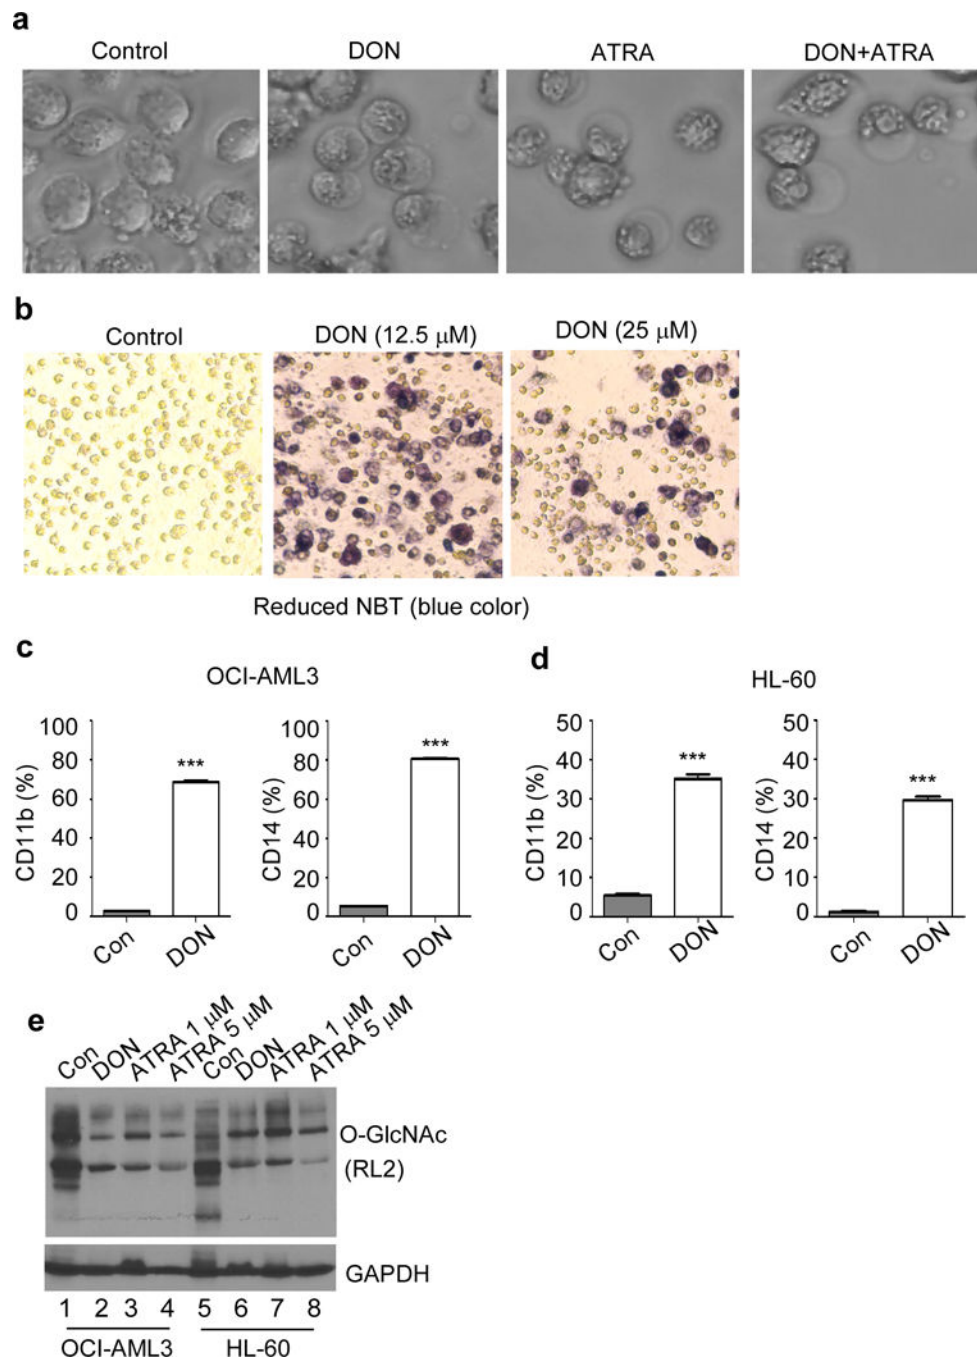 a
Control DON ATRA DON+ATRA
b
Control DON (12.5 μM) DON (25 μM)
Reduced NBT (blue color)
c
OCI-AML3
CD11b (%)
100
80
60
40
20
0
***
Con DON
CD14 (%)
100
80
60
40
20
0
***
Con DON
d
HL-60
CD11b (%)
50
40
30
20
10
0
***
Con DON
CD14 (%)
50
40
30
20
10
0
***
Con DON
e
Con DON ATRA 1 μM ATRA 5 μM Con DON ATRA 1 μM ATRA 5 μM
O-GlcNAc
(RL2)
GAPDH
1 2 3 4 5 6 7 8
OCI-AML3 HL-60